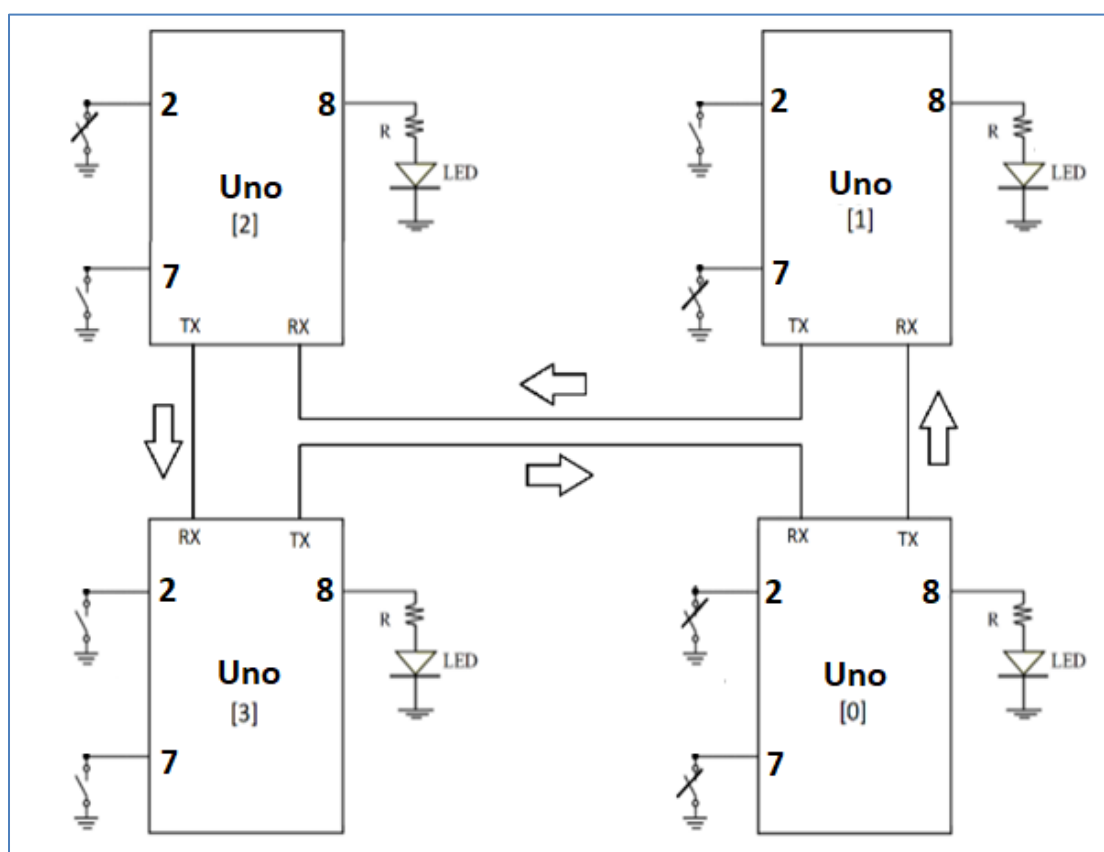 2 8
R
LED
Uno
[2]
7
TX RX
2 8
R
LED
Uno
[1]
7
TX RX
RX TX
2 8
R
LED
Uno
[3]
7
RX TX
2 8
R
LED
Uno
[0]
7